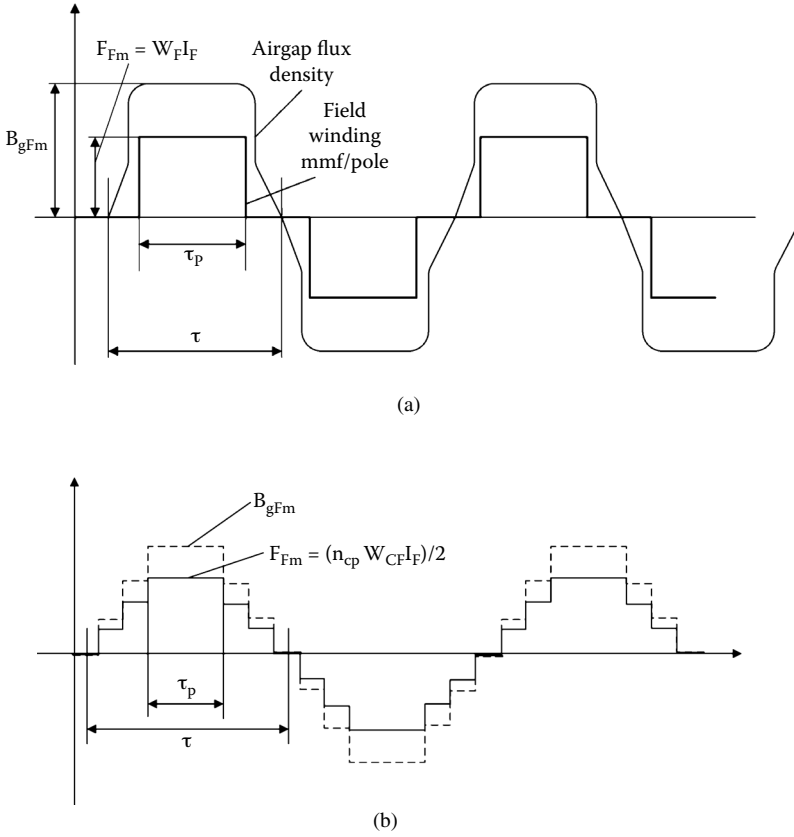 F_Fm = W_F I_F
Airgap flux
density
B_gFm
Field
winding
mmf/pole
τ_P
τ
(a)
B_gFm
F_Fm = (n_cp W_CF I_F)/2
τ_p
τ
(b)